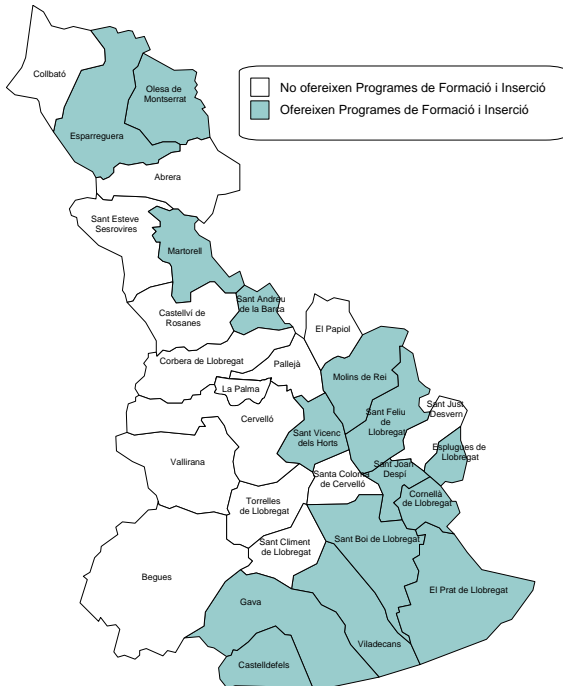 Collbató
Olesa de
Montserrat
No ofereixen Programes de Formació i Inserció
Ofereixen Programes de Formació i Inserció
Esparreguera
Abrera
Sant Esteve
Sesrovires
Martorell
Sant Andreu
de la Barca
Castellví de
Rosanes
El Papiol
Corbera de Llobregat
Pallejà
Molins de Rei
La Palma
Sant Just
Desvern
Cervelló
Sant Feliu
de
Llobregat
Sant Vicenc
dels Horts
Esplugues de
Llobregat
Vallirana
Santa Coloma
de Cervelló
Sant Joan
Despí
Cornellà
de Llobregat
Torrelles
de Llobregat
Sant Climent
de Llobregat
Sant Boi de Llobregat
Begues
El Prat de Llobregat
Gava
Viladecans
Castelldefels